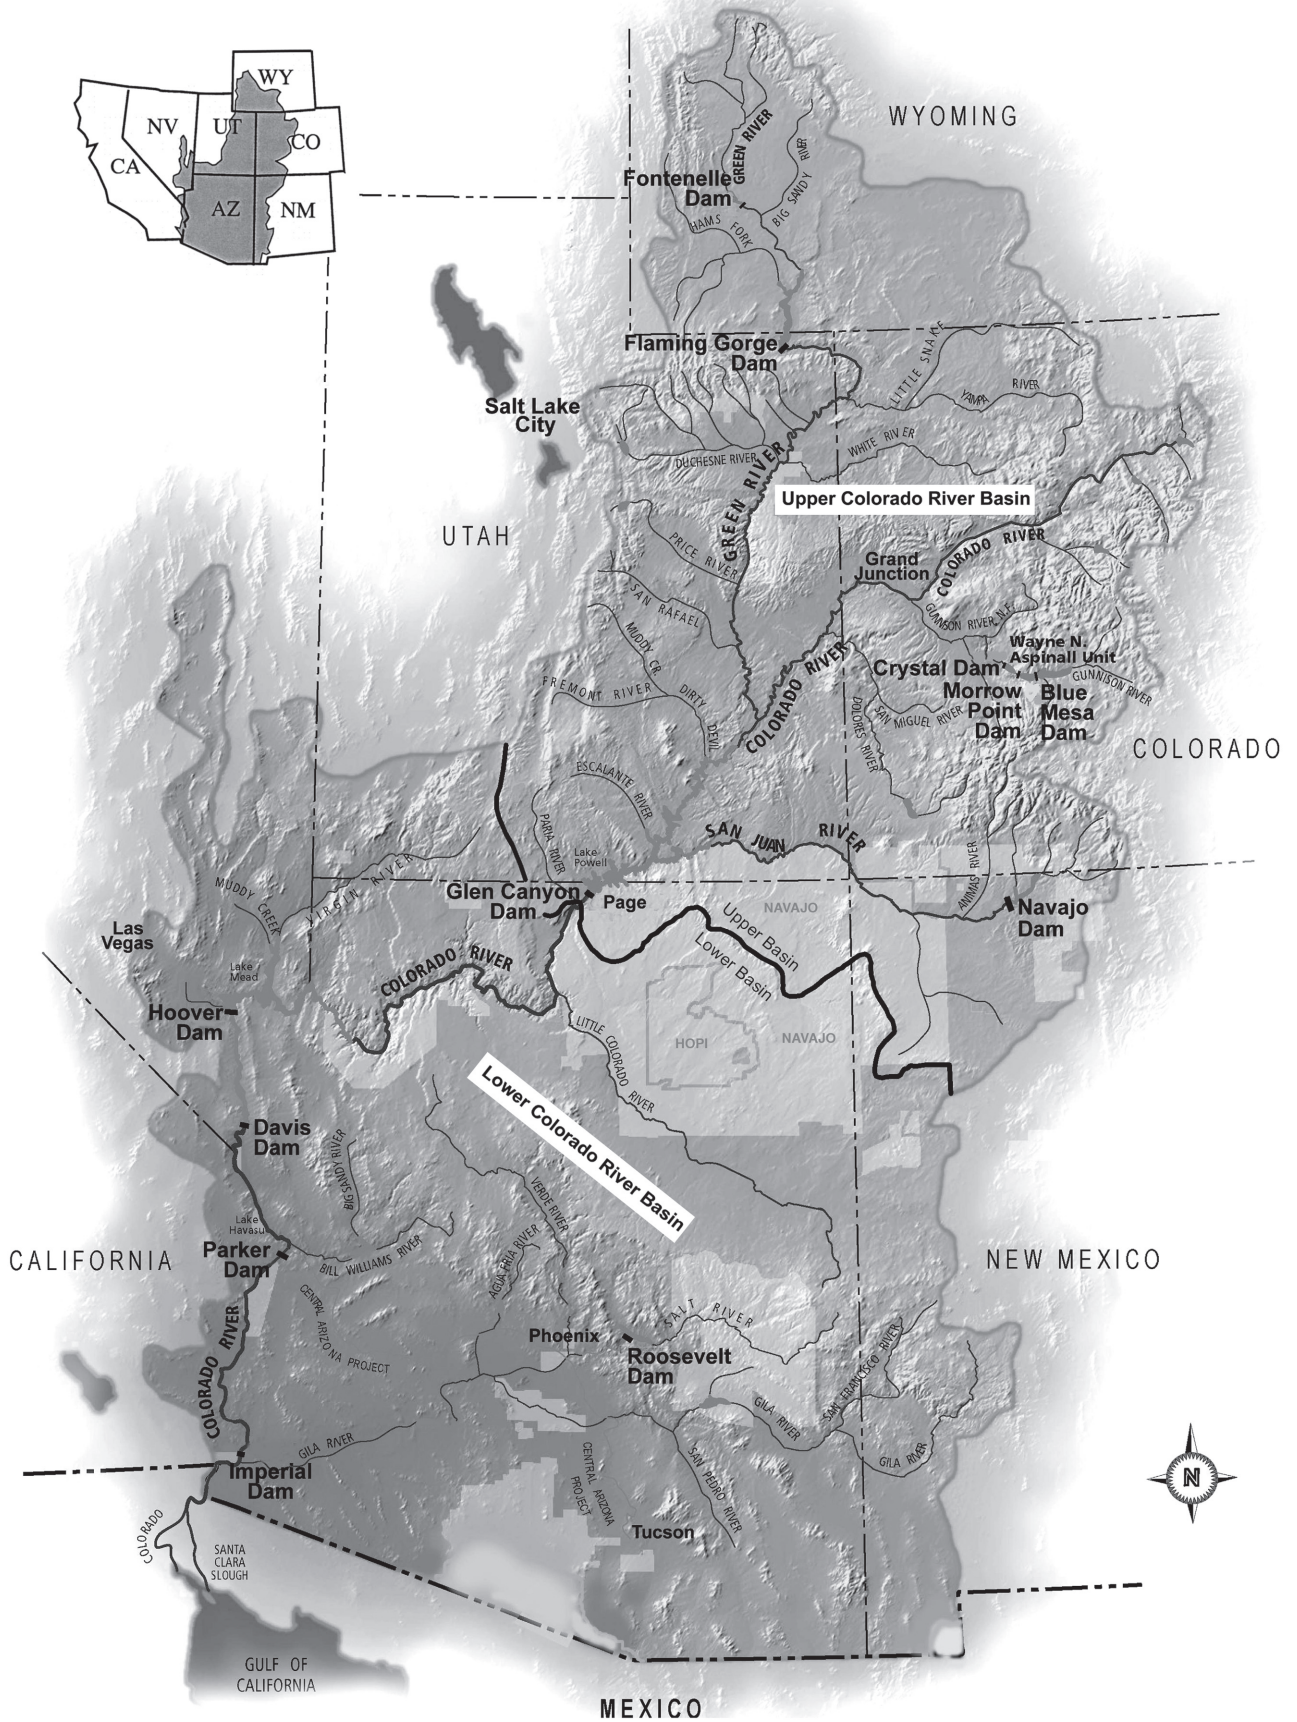 WY
NV
UT
CO
CA
AZ
NM
WYOMING
GREEN RIVER
BIG SANDY RIVER
Fontenelle
Dam
HAMS FORK
Flaming Gorge
Dam
LITTLE SNAKE
YAMPA RIVER
Salt Lake
City
WHITE RIVER
DUCHESNE RIVER
GREEN RIVER
Upper Colorado River Basin
UTAH
PRICE RIVER
COLORADO RIVER
Grand
Junction
SAN RAFAEL
GUNNSON RIVER N.F.
MUDDY CR.
Wayne N.
Aspinall Unit
Crystal Dam
GUNNISON RIVER
Morrow
Point
Dam
Blue
Mesa
Dam
FREMONT RIVER
DIRTY
DEVIL
COLORADO RIVER
SAN MIGUEL RIVER
DOLORES RIVER
COLORADO
ESCALANTE RIVER
PARIA RIVER
SAN JUAN RIVER
Lake
Powell
ANIMAS RIVER
VIRGIN RIVER
MUDDY CREEK
Glen Canyon
Dam
Page
NAVAJO
Navajo
Dam
Upper Basin
Lower Basin
Las
Vegas
Lake
Mead
COLORADO RIVER
Hoover
Dam
LITTLE COLORADO RIVER
HOPI
NAVAJO
Lower Colorado River Basin
Davis
Dam
BIG SANDY RIVER
VERDE RIVER
Lake
Havasu
Parker
Dam
BILL WILLIAMS RIVER
AGUA FRIA RIVER
CALIFORNIA
NEW MEXICO
CENTRAL ARIZONA PROJECT
SALT RIVER
Phoenix
Roosevelt
Dam
COLORADO RIVER
SAN FRANCISCO RIVER
GILA RIVER
GILA RIVER
GILA RIVER
Imperial
Dam
CENTRAL ARIZONA
PROJECT
SAN PEDRO RIVER
N
Tucson
COLORADO
SANTA
CLARA
SLOUGH
GULF OF
CALIFORNIA
MEXICO